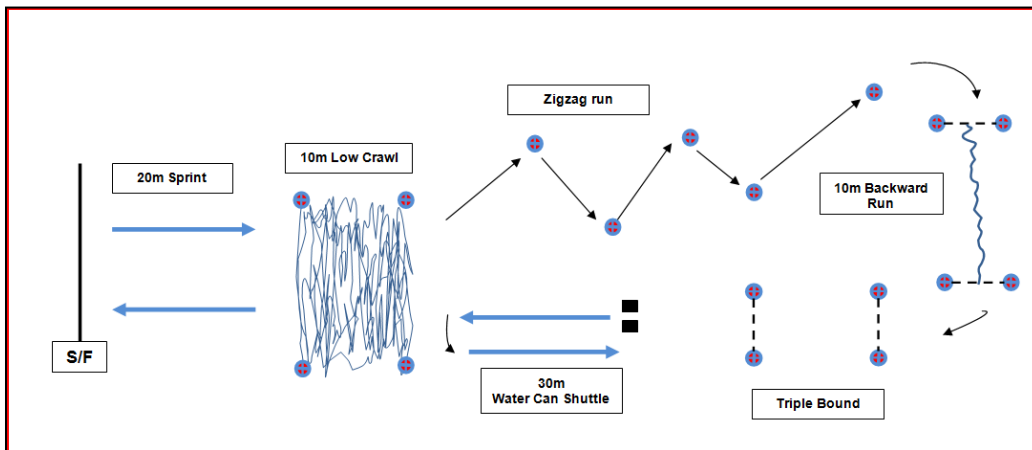 Zigzag run
10m Low Crawl
20m Sprint
10m Backward
Run
S/F
30m
Water Can Shuttle
Triple Bound